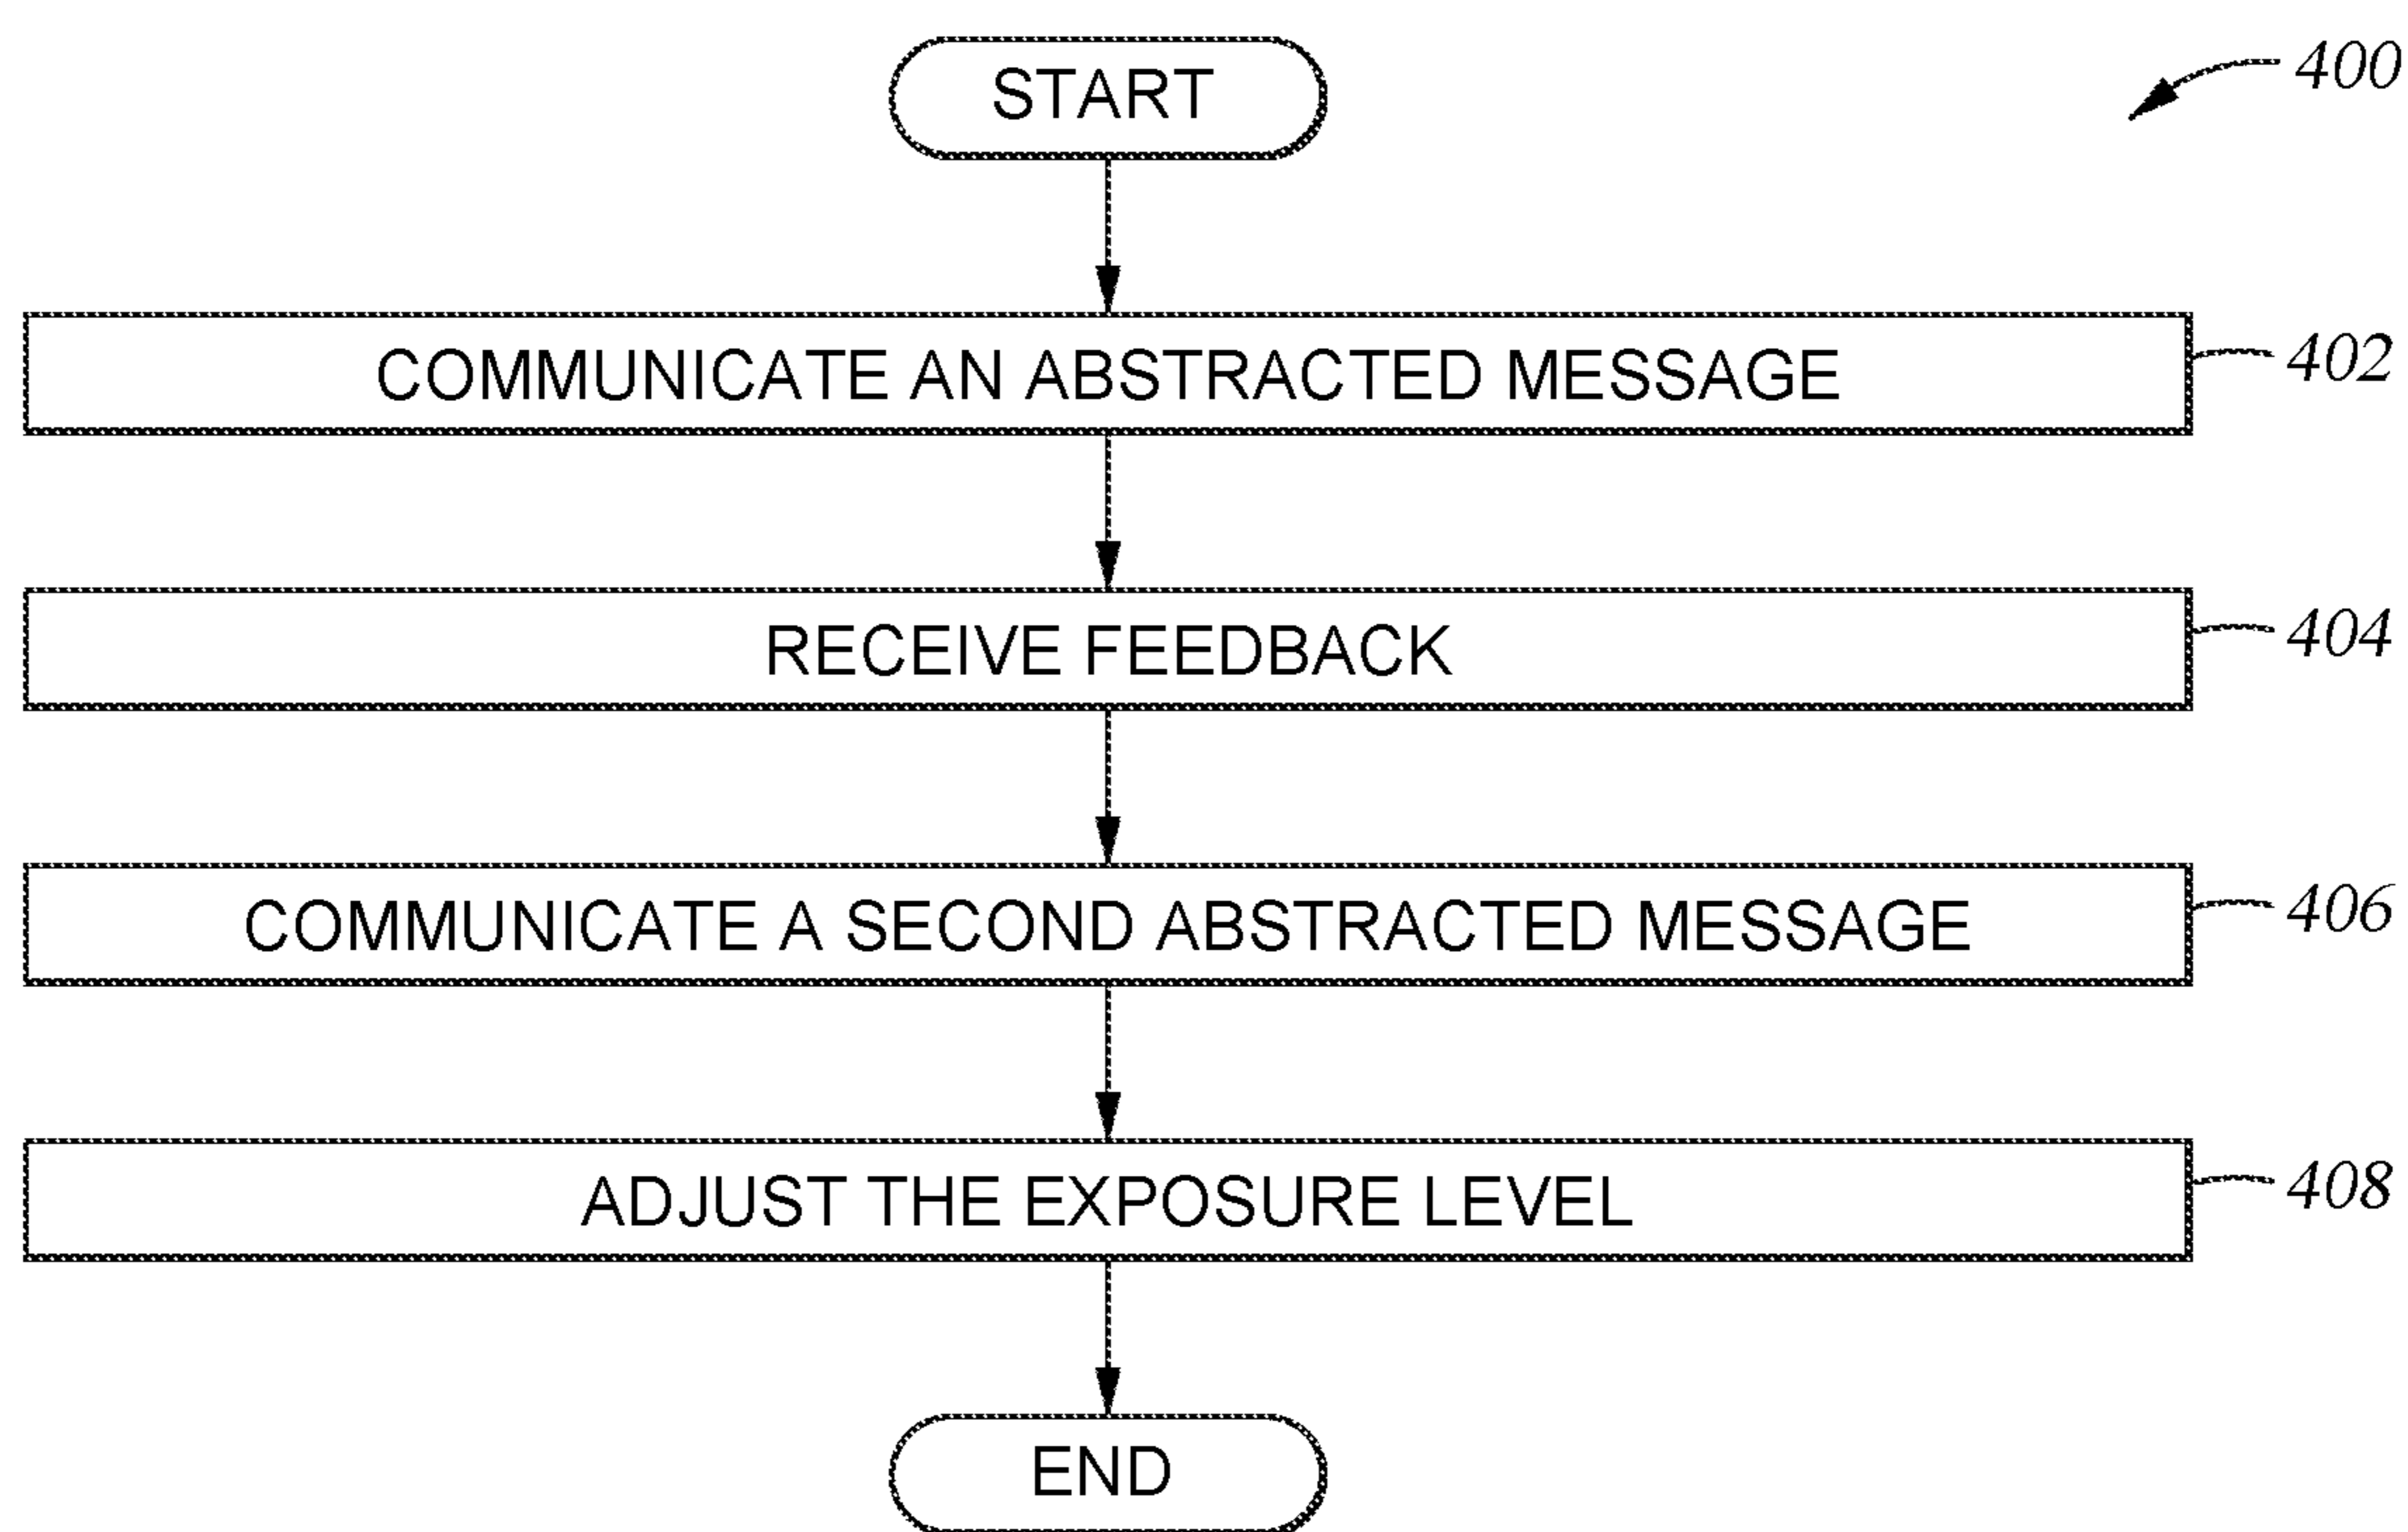 START
400
COMMUNICATE AN ABSTRACTED MESSAGE
402
RECEIVE FEEDBACK
404
COMMUNICATE A SECOND ABSTRACTED MESSAGE
406
ADJUST THE EXPOSURE LEVEL
408
END